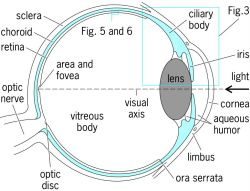 sclera
choroid
retina
Fig. 5 and 6
ciliary
body
Fig.3
iris
area and
fovea
lens
light
optic
nerve
visual
axis
cornea
vitreous
body
aqueous
humor
limbus
optic
disc
ora serrata